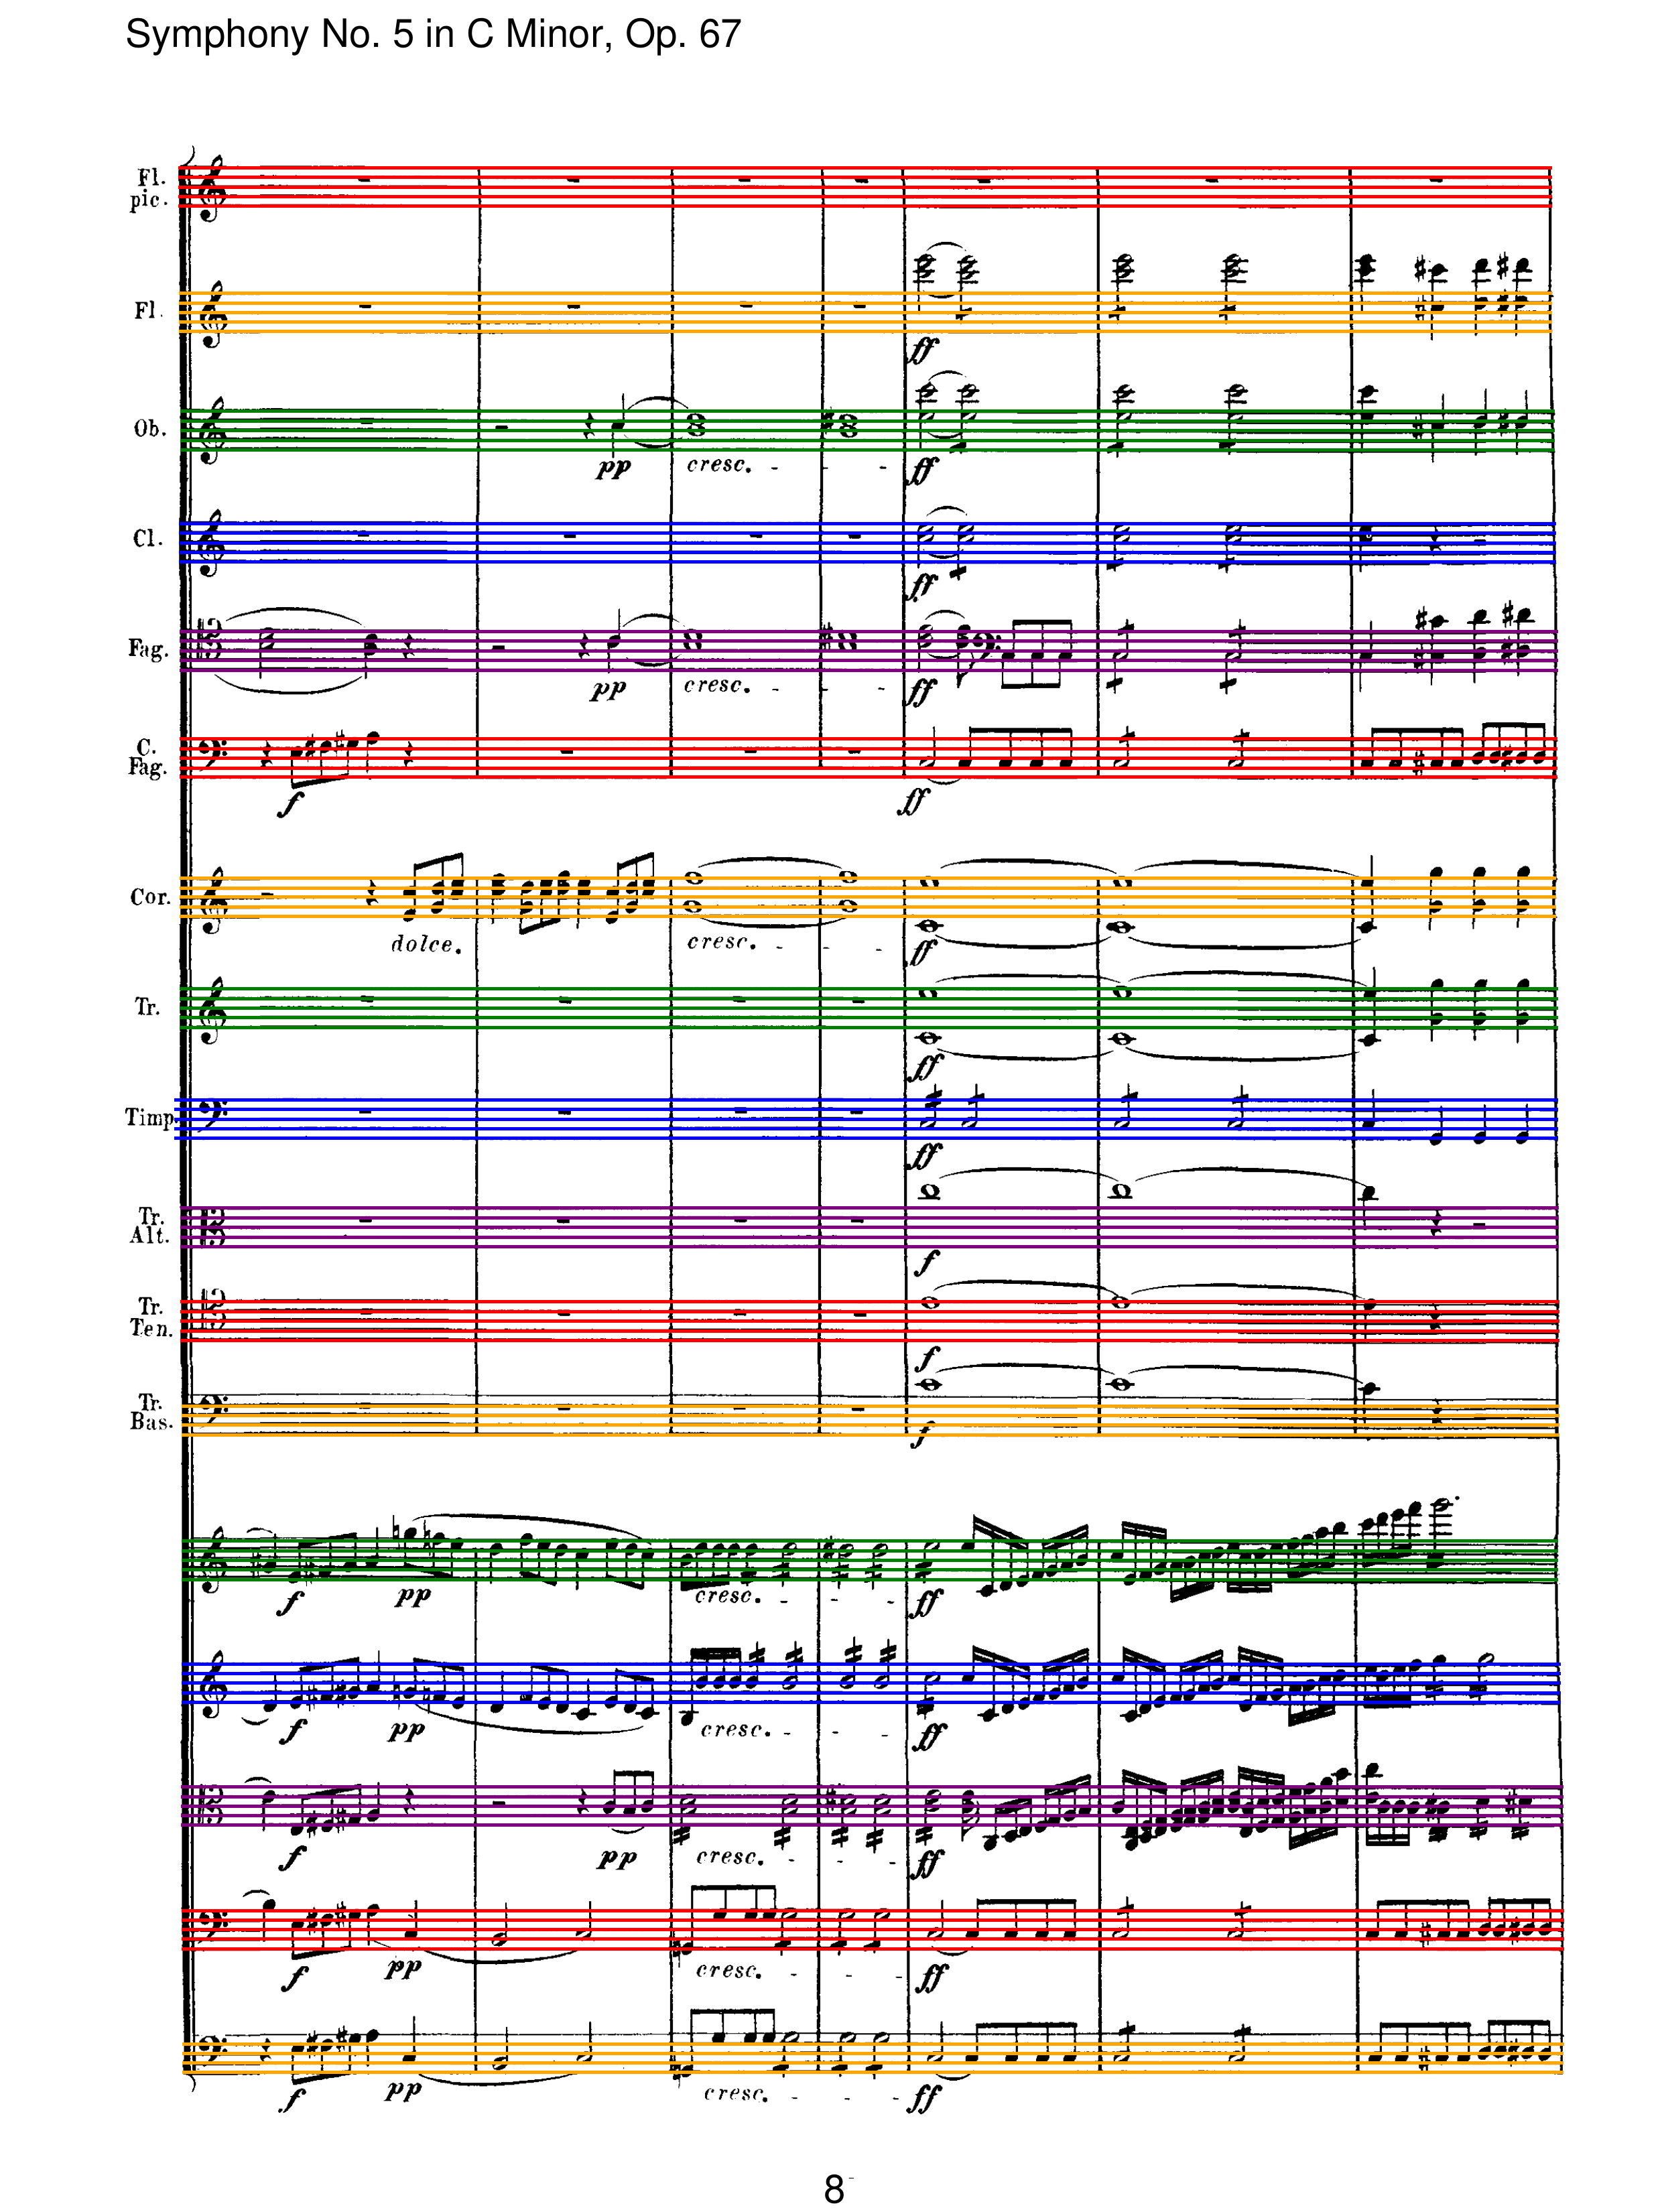 Symphony No. 5 in C Minor, Op. 67
Fl. pic.
Fl.
ff
Ob.
pp cresc. ff
Cl.
ff
Fag.
pp cresc. ff
C. Fag.
f ff
Cor.
dolce. cresc. ff
Tr.
ff
Timp.
ff
Tr. Alt.
f
Tr. Ten.
f
Tr. Bas.
f
f pp cresc. ff
f pp cresc. ff
f pp cresc. ff
f pp cresc. ff
f pp cresc. ff
8